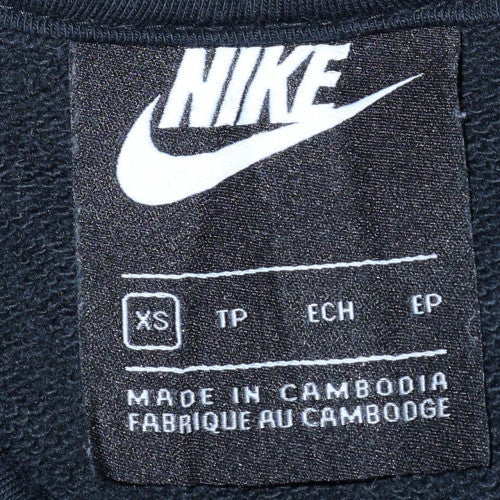 NIKE
XS TP ECH EP
MADE IN CAMBODIA
FABRIQUE AU CAMBODGE